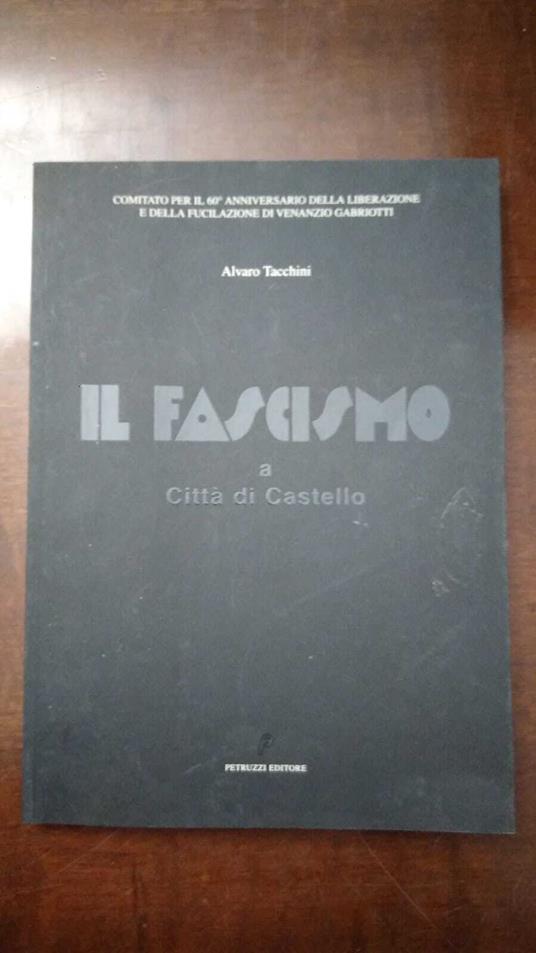 COMITATO PER IL 60° ANNIVERSARIO DELLA LIBERAZIONE
E DELLA FUCILAZIONE DI VENANZIO GABRIOTTI
Alvaro Tacchini
IL FASCISMO
a
Città di Castello
PETRUZZI EDITORE